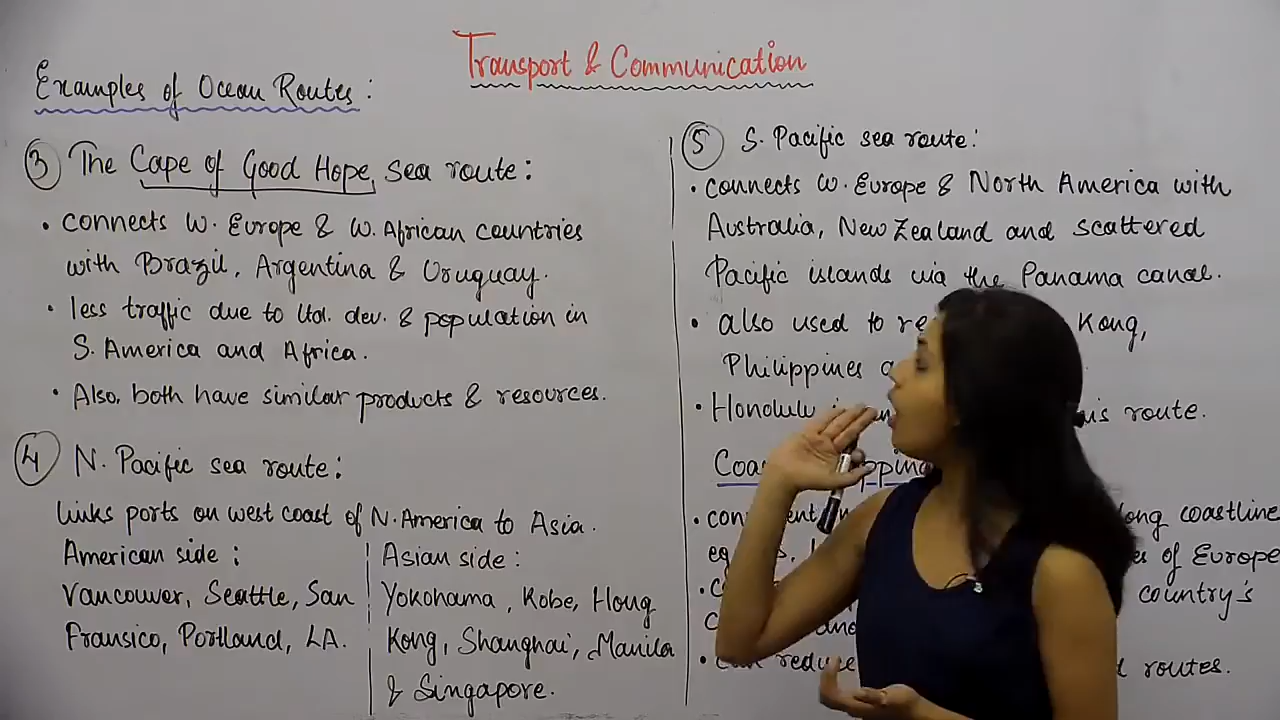 Transport & Communication
Examples of Ocean Routes:
3 The Cape of Good Hope sea route:
• connects W. Europe & W. African countries
with Brazil, Argentina & Uruguay.
• less traffic due to ltd. dev. & population in
S. America and Africa.
• Also, both have similar products & resources.
4 N. Pacific sea route:
links ports on west coast of N. America to Asia.
American side:
Vancouver, Seattle, San
Fransico, Portland, LA.
Asian side:
Yokohama, Kobe, Hong
Kong, Shanghai, Manila
& Singapore.
5 S. Pacific sea route:
• connects W. Europe & North America with
Australia, New Zealand and scattered
Pacific islands via the Panama canal.
• also used to Kong,
Philippines
• Honolulu route.
coastline
of Europe
country's
• can reduce routes.